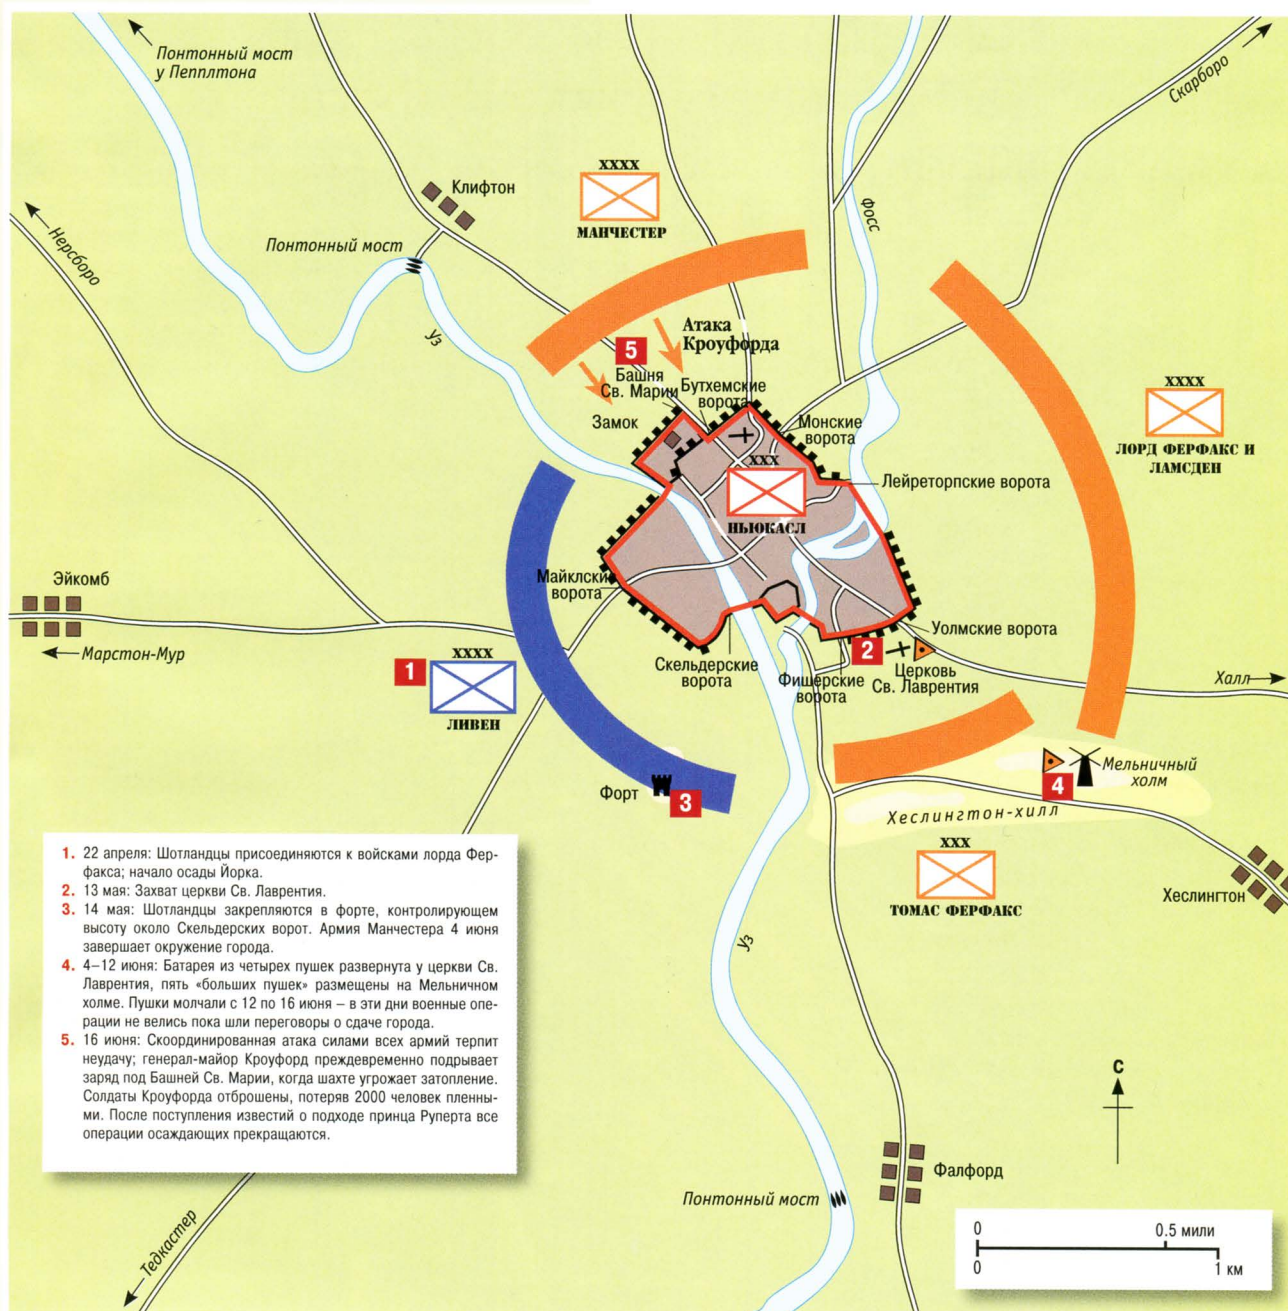 Понтонный мост
у Пепплтона
Скарборо
XXXX
МАНЧЕСТЕР
Клифтон
Фосс
Понтонный мост
Нерсборо
Уз
Атака
Кроуфорда
5
Башня
Св. Марии
Бутхемские
ворота
Замок
Монские
ворота
XXXX
ЛОРД ФЕРФАКС И
ЛАМСДЕН
XXX
НЬЮКАСЛ
Лейреторпские ворота
Эйкомб
Майклски
ворота
Марстон-Мур
Уолмские ворота
2
1
XXXX
ЛИВЕН
Скельдерские
ворота
Фишерские
ворота
Церковь
Св. Лаврентия
Халл
Форт
3
4
Мельничный
холм
Хеслингтон-хилл
XXX
ТОМАС ФЕРФАКС
Хеслингтон
Уз
1. 22 апреля: Шотландцы присоединяются к войсками лорда Фер-
факса; начало осады Йорка.
2. 13 мая: Захват церкви Св. Лаврентия.
3. 14 мая: Шотландцы закрепляются в форте, контролирующем
высоту около Скельдерских ворот. Армия Манчестера 4 июня
завершает окружение города.
4. 4–12 июня: Батарея из четырех пушек развернута у церкви Св.
Лаврентия, пять «больших пушек» размещены на Мельничном
холме. Пушки молчали с 12 по 16 июня – в эти дни военные опе-
рации не велись пока шли переговоры о сдаче города.
5. 16 июня: Скоординированная атака силами всех армий терпит
неудачу; генерал-майор Кроуфорд преждевременно подрывает
заряд под Башней Св. Марии, когда шахте угрожает затопление.
Солдаты Кроуфорда отброшены, потеряв 2000 человек пленны-
ми. После поступления известий о подходе принца Руперта все
операции осаждающих прекращаются.
С
Фалфорд
Понтонный мост
Тедкастер
0 0.5 мили
0 1 км